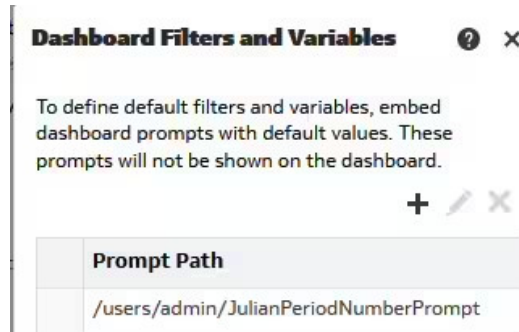 Dashboard Filters and Variables
To define default filters and variables, embed
dashboard prompts with default values. These
prompts will not be shown on the dashboard.
Prompt Path
/users/admin/JulianPeriodNumberPrompt